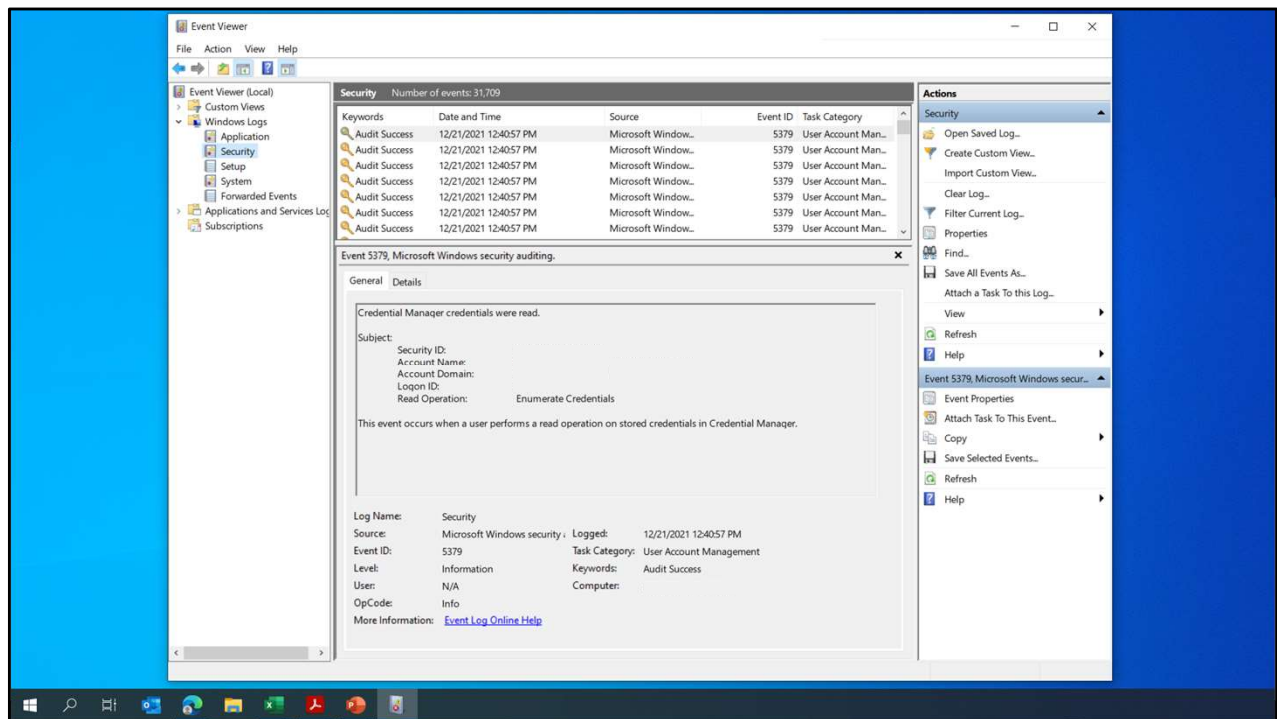 Event Viewer
File Action View Help
Event Viewer (Local)
Custom Views
Windows Logs
Application
Security
Setup
System
Forwarded Events
Applications and Services Log
Subscriptions
Security Number of events: 31,709
Keywords Date and Time Source Event ID Task Category
Audit Success 12/21/2021 12:40:57 PM Microsoft Window... 5379 User Account Man...
Audit Success 12/21/2021 12:40:57 PM Microsoft Window... 5379 User Account Man...
Audit Success 12/21/2021 12:40:57 PM Microsoft Window... 5379 User Account Man...
Audit Success 12/21/2021 12:40:57 PM Microsoft Window... 5379 User Account Man...
Audit Success 12/21/2021 12:40:57 PM Microsoft Window... 5379 User Account Man...
Audit Success 12/21/2021 12:40:57 PM Microsoft Window... 5379 User Account Man...
Audit Success 12/21/2021 12:40:57 PM Microsoft Window... 5379 User Account Man...
Event 5379, Microsoft Windows security auditing.
General Details
Credential Manager credentials were read.
Subject:
Security ID:
Account Name:
Account Domain:
Logon ID:
Read Operation: Enumerate Credentials
This event occurs when a user performs a read operation on stored credentials in Credential Manager.
Log Name: Security
Source: Microsoft Windows security Logged: 12/21/2021 12:40:57 PM
Event ID: 5379 Task Category: User Account Management
Level: Information Keywords: Audit Success
User: N/A Computer:
OpCode: Info
More Information: Event Log Online Help
Actions
Security
Open Saved Log...
Create Custom View...
Import Custom View...
Clear Log...
Filter Current Log...
Properties
Find...
Save All Events As...
Attach a Task To this Log...
View
Refresh
Help
Event 5379, Microsoft Windows secur...
Event Properties
Attach Task To This Event...
Copy
Save Selected Events...
Refresh
Help